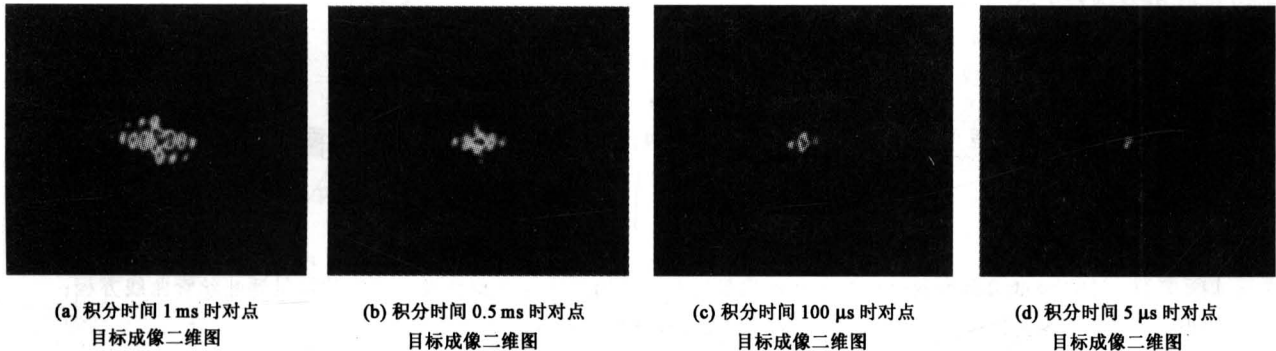 (a) 积分时间 1 ms 时对点
目标成像二维图
(b) 积分时间 0.5 ms 时对点
目标成像二维图
(c) 积分时间 100 μs 时对点
目标成像二维图
(d) 积分时间 5 μs 时对点
目标成像二维图